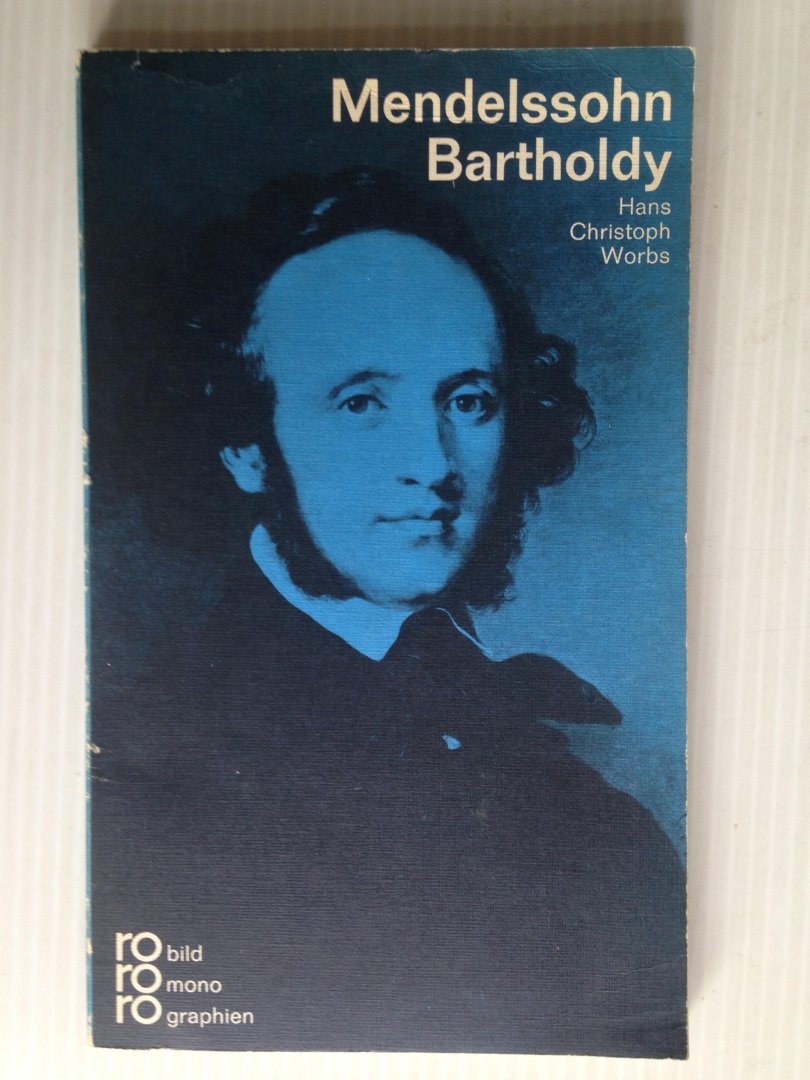 Mendelssohn
Bartholdy
Hans
Christoph
Worbs
ro bild
ro mono
ro graphien